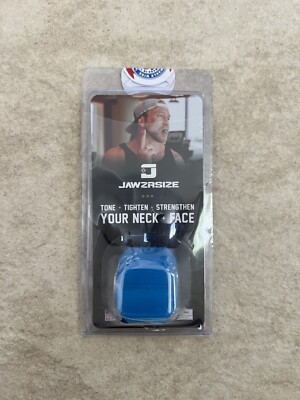 JAWZRSIZE
TONE · TIGHTEN · STRENGTHEN
YOUR NECK · FACE